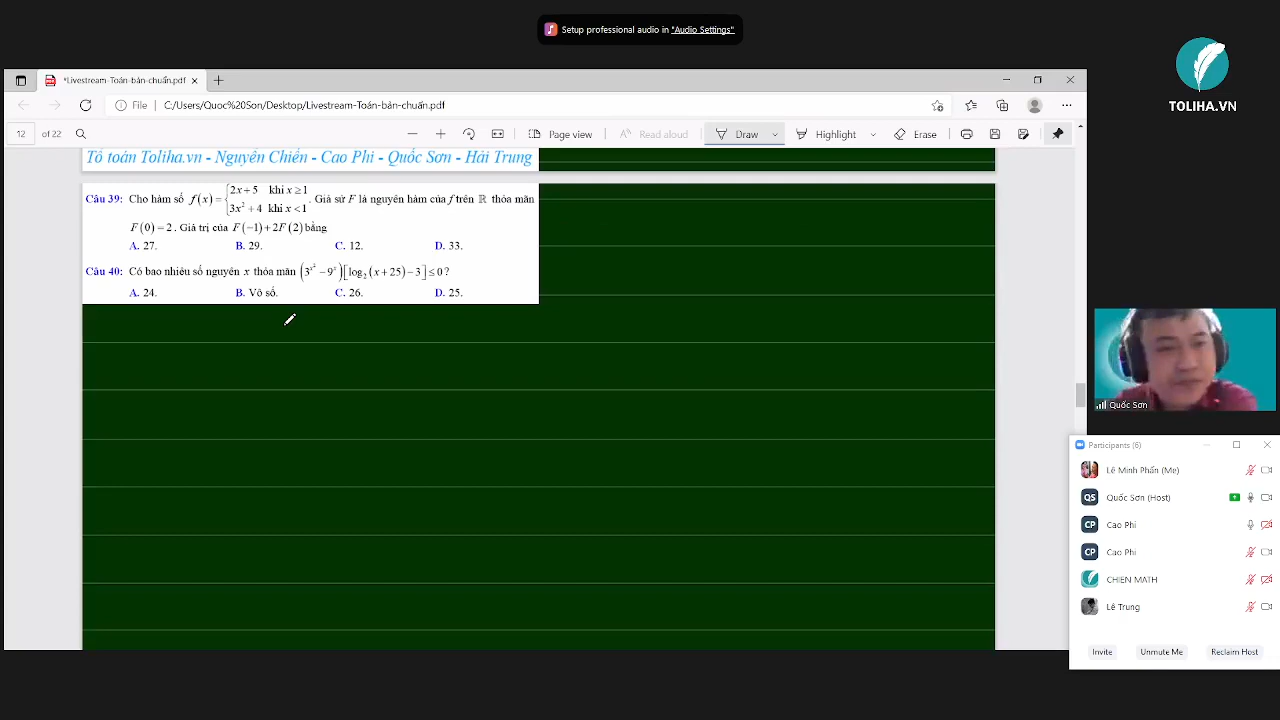 Setup professional audio in "Audio Settings"
TOLIHA.VN
*Livestream-Toán-bản-chuẩn.pdf
File C:/Users/Quoc%20Son/Desktop/Livestream-Toán-bản-chuẩn.pdf
12 of 22 Page view Read aloud Draw Highlight Erase
Tổ toán Toliha.vn - Nguyễn Chiến - Cao Phi - Quốc Sơn - Hải Trung
Câu 39: Cho hàm số f(x) = { 2x + 5 khi x ≥ 1; 3x² + 4 khi x < 1 . Giả sử F là nguyên hàm của f trên ℝ thỏa mãn
F(0) = 2 . Giá trị của F(−1) + 2F(2) bằng
A. 27. B. 29. C. 12. D. 33.
Câu 40: Có bao nhiêu số nguyên x thỏa mãn (3^{x²} − 9^x)[log₂(x + 25) − 3] ≤ 0 ?
A. 24. B. Vô số. C. 26. D. 25.
Quốc Sơn
Participants (6)
Lê Minh Phấn (Me)
QS Quốc Sơn (Host)
CP Cao Phi
CP Cao Phi
CHIEN MATH
Lê Trung
Invite Unmute Me Reclaim Host